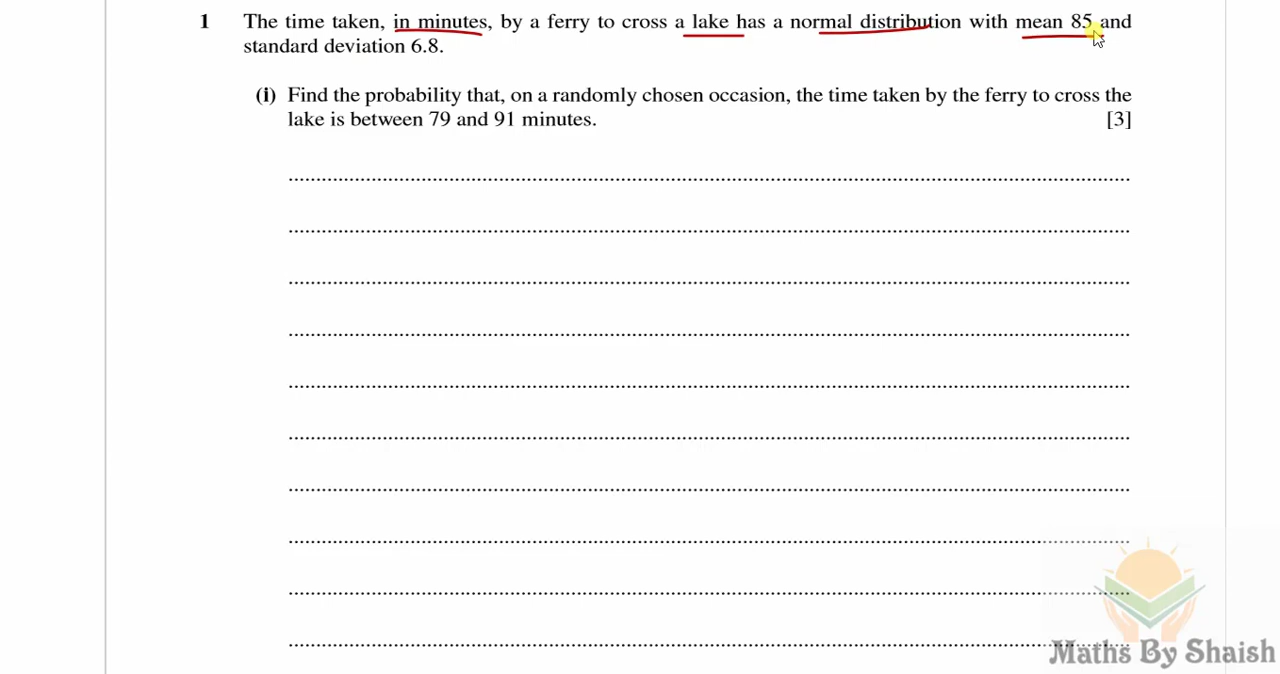 1 The time taken, in minutes, by a ferry to cross a lake has a normal distribution with mean 85 and
standard deviation 6.8.
(i) Find the probability that, on a randomly chosen occasion, the time taken by the ferry to cross the
lake is between 79 and 91 minutes. [3]
Maths By Shaish